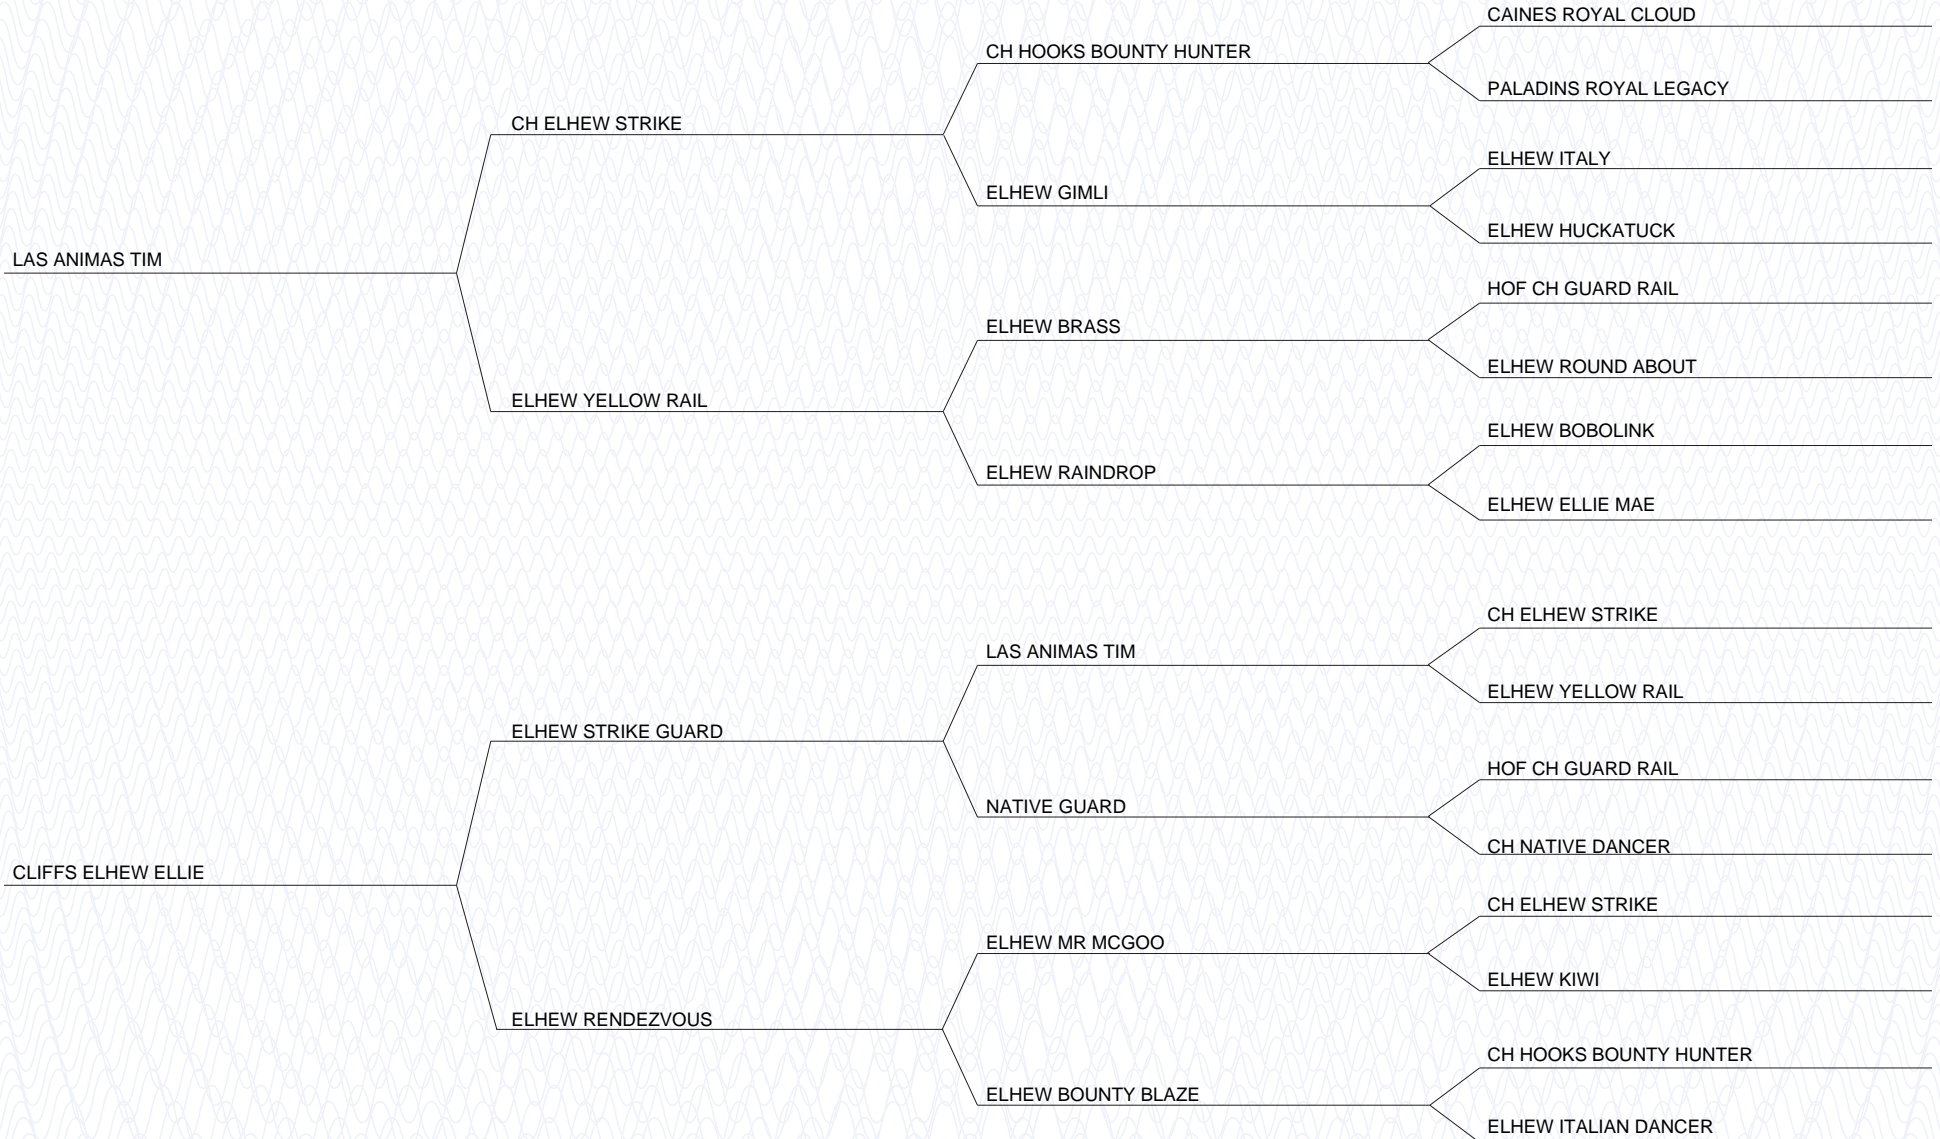 CAINES ROYAL CLOUD
CH HOOKS BOUNTY HUNTER
PALADINS ROYAL LEGACY
CH ELHEW STRIKE
ELHEW ITALY
ELHEW GIMLI
ELHEW HUCKATUCK
LAS ANIMAS TIM
HOF CH GUARD RAIL
ELHEW BRASS
ELHEW ROUND ABOUT
ELHEW YELLOW RAIL
ELHEW BOBOLINK
ELHEW RAINDROP
ELHEW ELLIE MAE
CH ELHEW STRIKE
LAS ANIMAS TIM
ELHEW YELLOW RAIL
ELHEW STRIKE GUARD
HOF CH GUARD RAIL
NATIVE GUARD
CH NATIVE DANCER
CLIFFS ELHEW ELLIE
CH ELHEW STRIKE
ELHEW MR MCGOO
ELHEW KIWI
ELHEW RENDEZVOUS
CH HOOKS BOUNTY HUNTER
ELHEW BOUNTY BLAZE
ELHEW ITALIAN DANCER